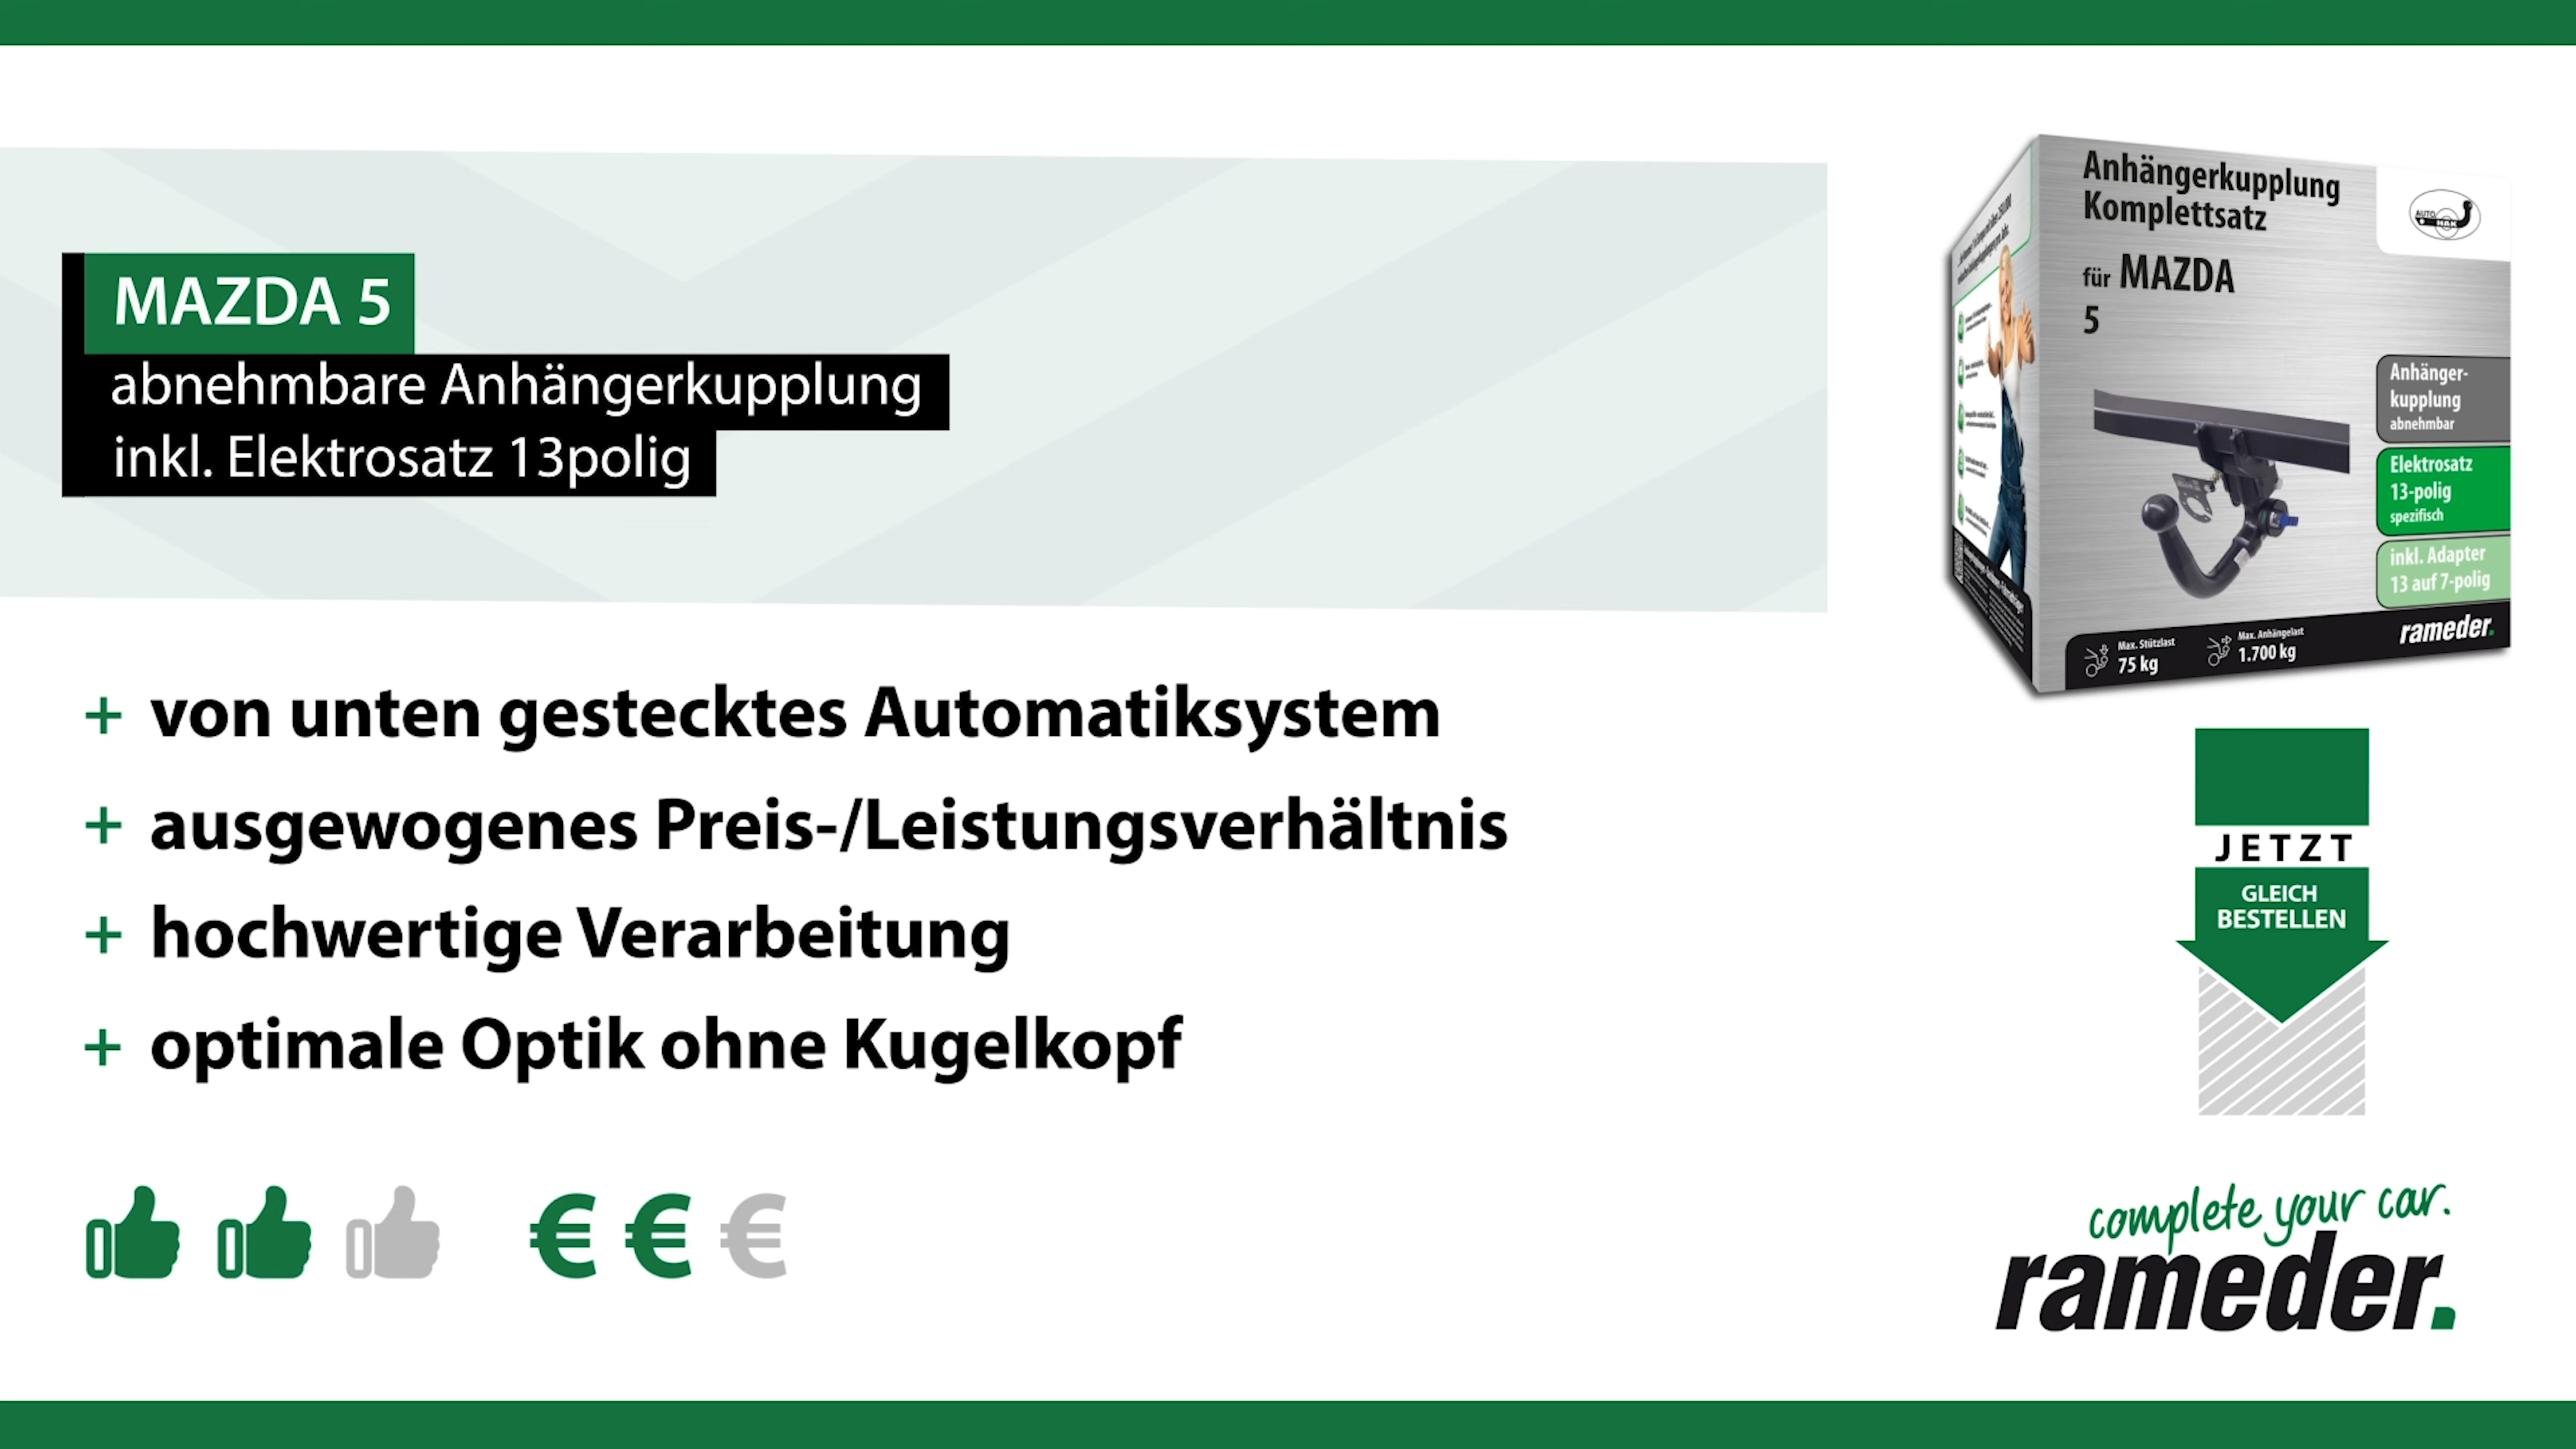 MAZDA 5
abnehmbare Anhängerkupplung
inkl. Elektrosatz 13polig
+ von unten gestecktes Automatiksystem
+ ausgewogenes Preis-/Leistungsverhältnis
+ hochwertige Verarbeitung
+ optimale Optik ohne Kugelkopf
€ € €
Anhängerkupplung
Komplettsatz
für MAZDA
5
AUTO
HAK
Anhänger-
kupplung
abnehmbar
Elektrosatz
13-polig
spezifisch
inkl. Adapter
13 auf 7-polig
Max. Stützlast
75 kg
Max. Anhängelast
1.700 kg
rameder.
JETZT
GLEICH
BESTELLEN
complete your car.
rameder.